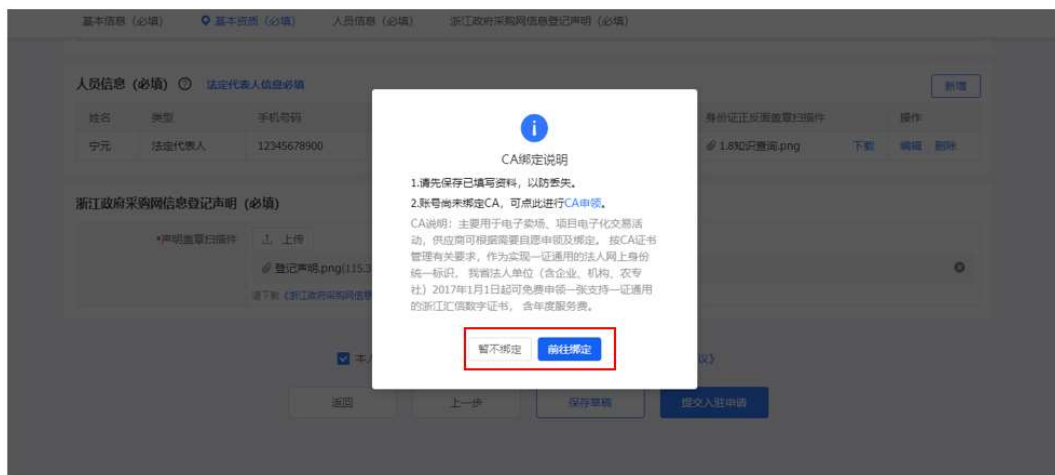 基本信息（必填） 基本资质（必填） 人员信息（必填） 浙江政府采购网信息登记声明（必填）
人员信息（必填） 法定代表人信息必填 新增
姓名 类型 手机号码 身份证正反面盖章扫描件 操作
宁元 法定代表人 12345678900 1.8知识查询.png 下载 编辑 删除
CA绑定说明
1.请先保存已填写资料，以防丢失。
2.账号尚未绑定CA，可点此进行CA申领。
CA说明：主要用于电子卖场、项目电子化交易活
动，供应商可根据需要自愿申领及绑定。 按CA证书
管理有关要求，作为实现一证通用的法人网上身份
统一标识， 我省法人单位（含企业、机构、农专
社）2017年1月1日起可免费申领一张支持一证通用
的浙江汇信数字证书， 含年度服务费。
暂不绑定 前往绑定
浙江政府采购网信息登记声明（必填）
*声明盖章扫描件 上传
登记声明.png(115.3
请下载《浙江政府采购网信息
本人
议》
返回 上一步 保存草稿 提交入驻申请